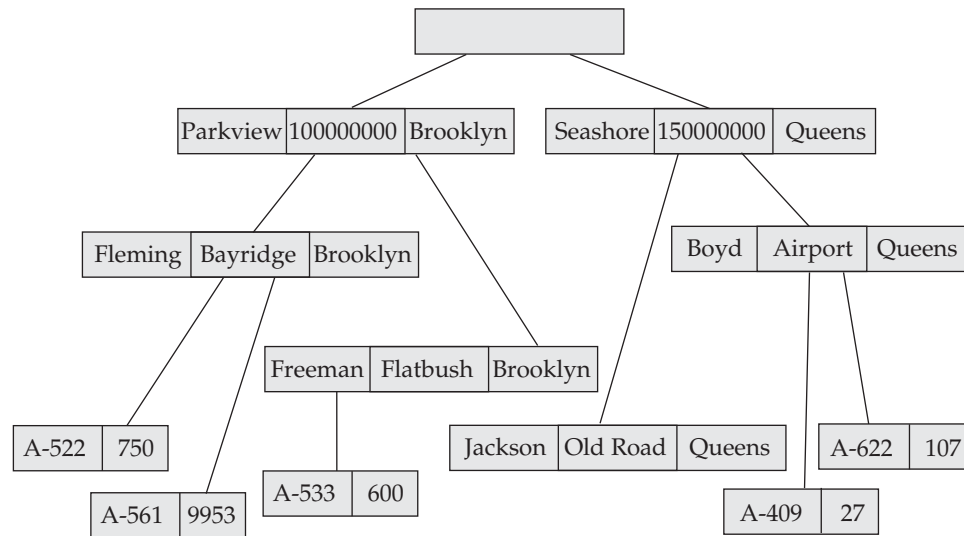 Parkview 100000000 Brooklyn
Seashore 150000000 Queens
Fleming Bayridge Brooklyn
Boyd Airport Queens
Freeman Flatbush Brooklyn
A-522 750
Jackson Old Road Queens
A-622 107
A-533 600
A-561 9953
A-409 27